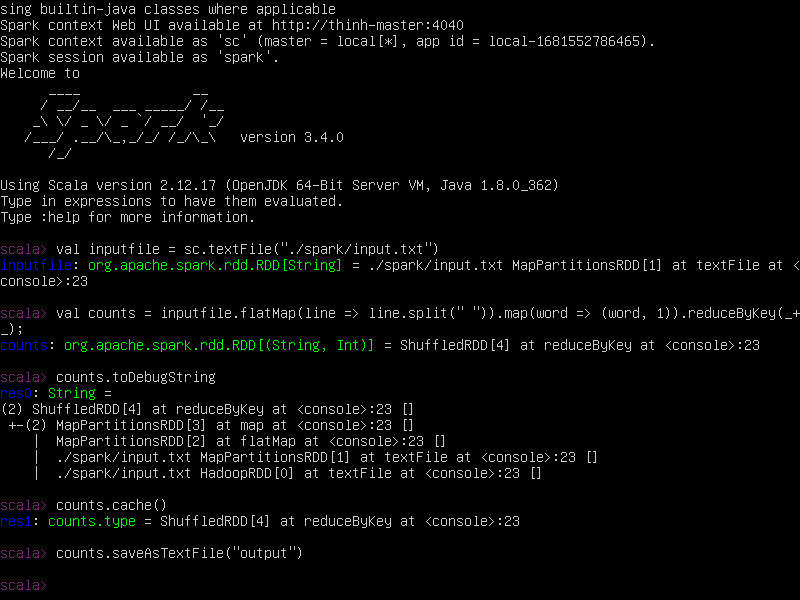 sing builtin-java classes where applicable
Spark context Web UI available at http://thinh-master:4040
Spark context available as 'sc' (master = local[*], app id = local-1681552786465).
Spark session available as 'spark'.
Welcome to
      ____              __
     / __/__  ___ _____/ /__
    _\ \/ _ \/ _ `/ __/  '_/
   /___/ .__/\_,_/_/ /_/\_\   version 3.4.0
      /_/
Using Scala version 2.12.17 (OpenJDK 64-Bit Server VM, Java 1.8.0_362)
Type in expressions to have them evaluated.
Type :help for more information.
scala> val inputfile = sc.textFile("./spark/input.txt")
inputfile: org.apache.spark.rdd.RDD[String] = ./spark/input.txt MapPartitionsRDD[1] at textFile at <
console>:23
scala> val counts = inputfile.flatMap(line => line.split(" ")).map(word => (word, 1)).reduceByKey(_+
_);
counts: org.apache.spark.rdd.RDD[(String, Int)] = ShuffledRDD[4] at reduceByKey at <console>:23
scala> counts.toDebugString
res0: String =
(2) ShuffledRDD[4] at reduceByKey at <console>:23 []
 +-(2) MapPartitionsRDD[3] at map at <console>:23 []
    |  MapPartitionsRDD[2] at flatMap at <console>:23 []
    |  ./spark/input.txt MapPartitionsRDD[1] at textFile at <console>:23 []
    |  ./spark/input.txt HadoopRDD[0] at textFile at <console>:23 []
scala> counts.cache()
res1: counts.type = ShuffledRDD[4] at reduceByKey at <console>:23
scala> counts.saveAsTextFile("output")
scala>